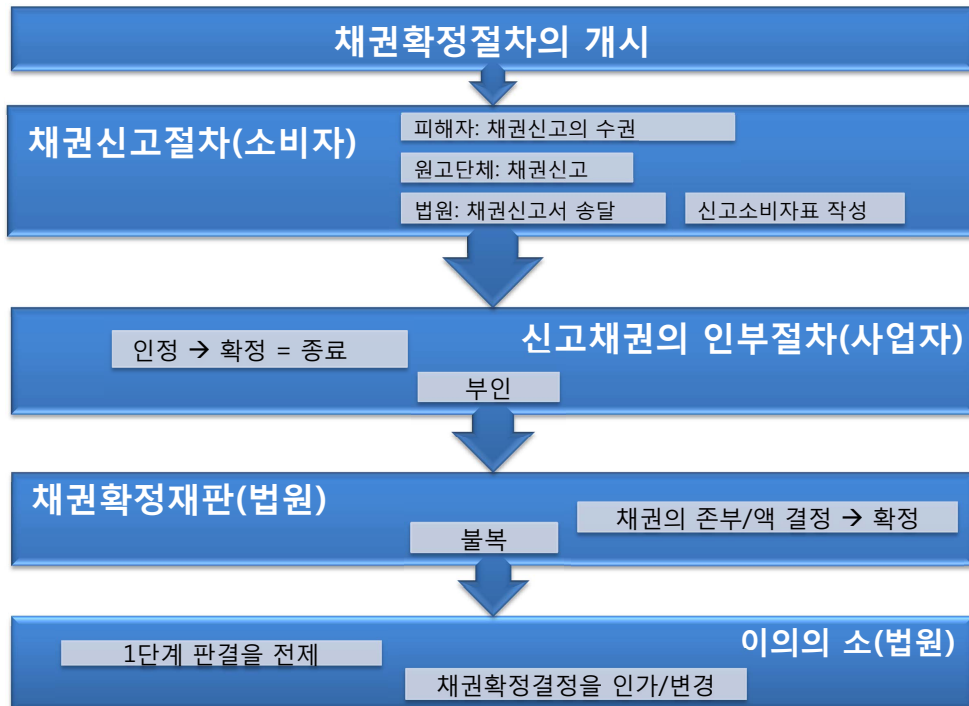 채권확정절차의 개시
채권신고절차(소비자)
피해자: 채권신고의 수권
원고단체: 채권신고
법원: 채권신고서 송달
신고소비자표 작성
신고채권의 인부절차(사업자)
인정 → 확정 = 종료
부인
채권확정재판(법원)
채권의 존부/액 결정 → 확정
불복
이의의 소(법원)
1단계 판결을 전제
채권확정결정을 인가/변경